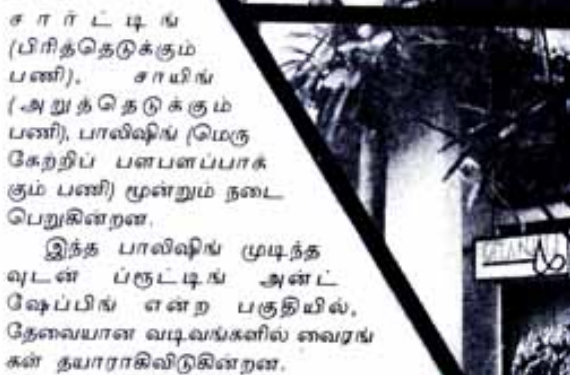 சார்ட்டிங்
(பிரித்தெடுக்கும்
பணி), சாயிங்
(அறுத்தெடுக்கும்
பணி), பாலிஷிங் (மெரு
கேற்றிப் பளபளப்பாக்
கும் பணி) மூன்றும் நடை
பெறுகின்றன.
இந்த பாலிஷிங் முடிந்த
வுடன் ப்ரூட்டிங் அன்ட்
ஷேப்பிங் என்ற பகுதியில்,
தேவையான வடிவங்களில் வைரங்
கள் தயாராகிவிடுகின்றன.